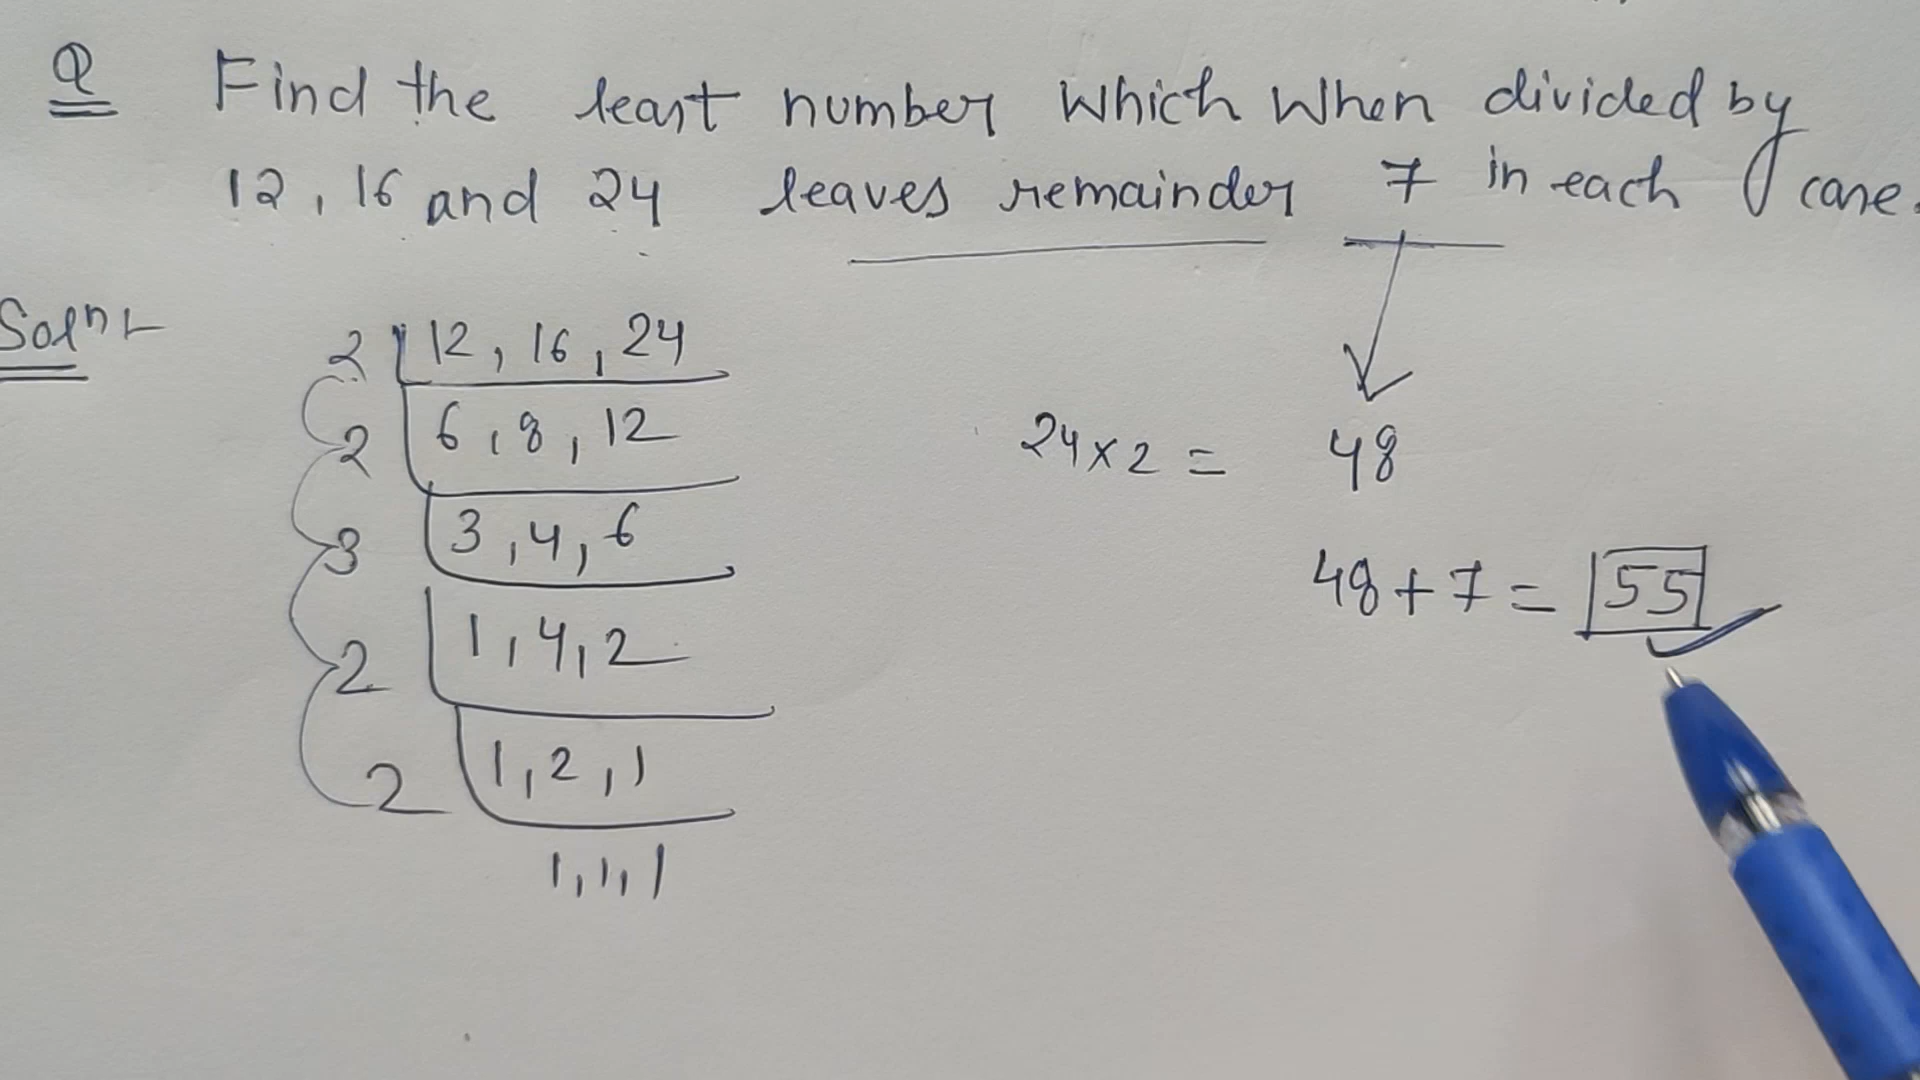 Q Find the least number which when divided by
12, 16 and 24 leaves remainder 7 in each case.
Solⁿ:-
2 | 12, 16, 24
2 | 6, 8, 12
3 | 3, 4, 6
2 | 1, 4, 2
2 | 1, 2, 1
1, 1, 1
24 x 2 = 48
48 + 7 = 55